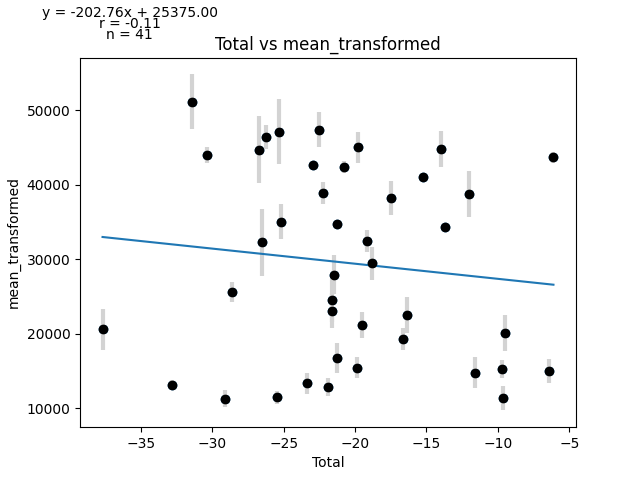 y = -202.76x + 25375.00
r = -0.11
n = 41
Total vs mean_transformed
50000
40000
30000
20000
10000
mean_transformed
−35
−30
−25
−20
−15
−10
−5
Total